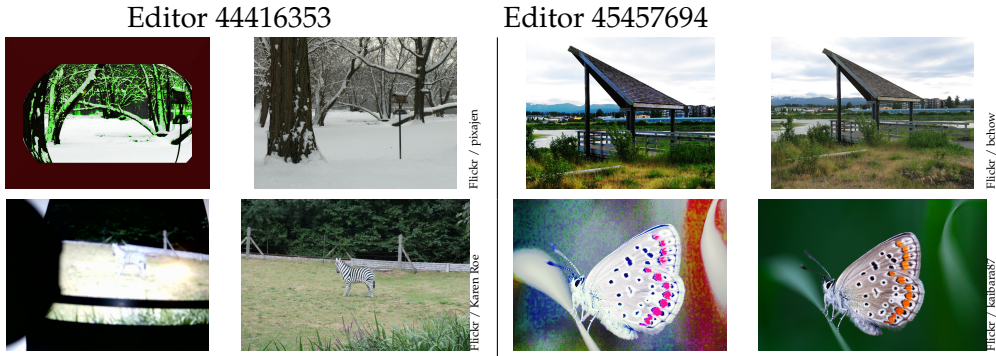 Editor 44416353
Editor 45457694
Flickr / pixajen
Flickr / bchow
Flickr / Karen Roe
Flickr / kaibara87